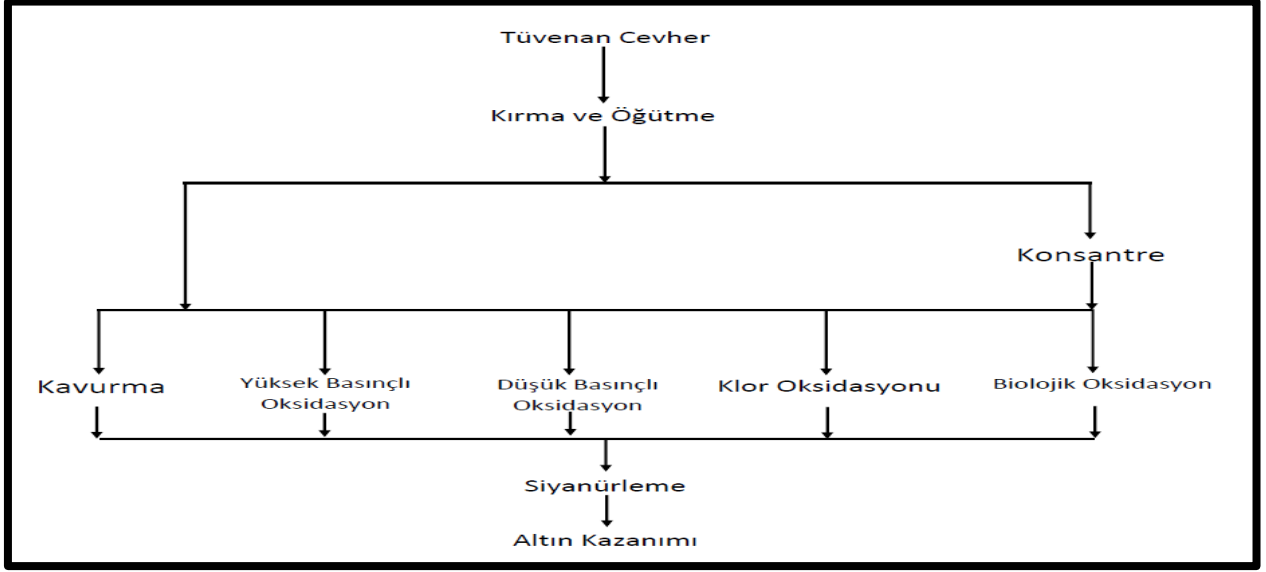 Tüvenan Cevher
Kırma ve Öğütme
Konsantre
Kavurma
Yüksek Basınçlı
Oksidasyon
Düşük Basınçlı
Oksidasyon
Klor Oksidasyonu
Biolojik Oksidasyon
Siyanürleme
Altın Kazanımı